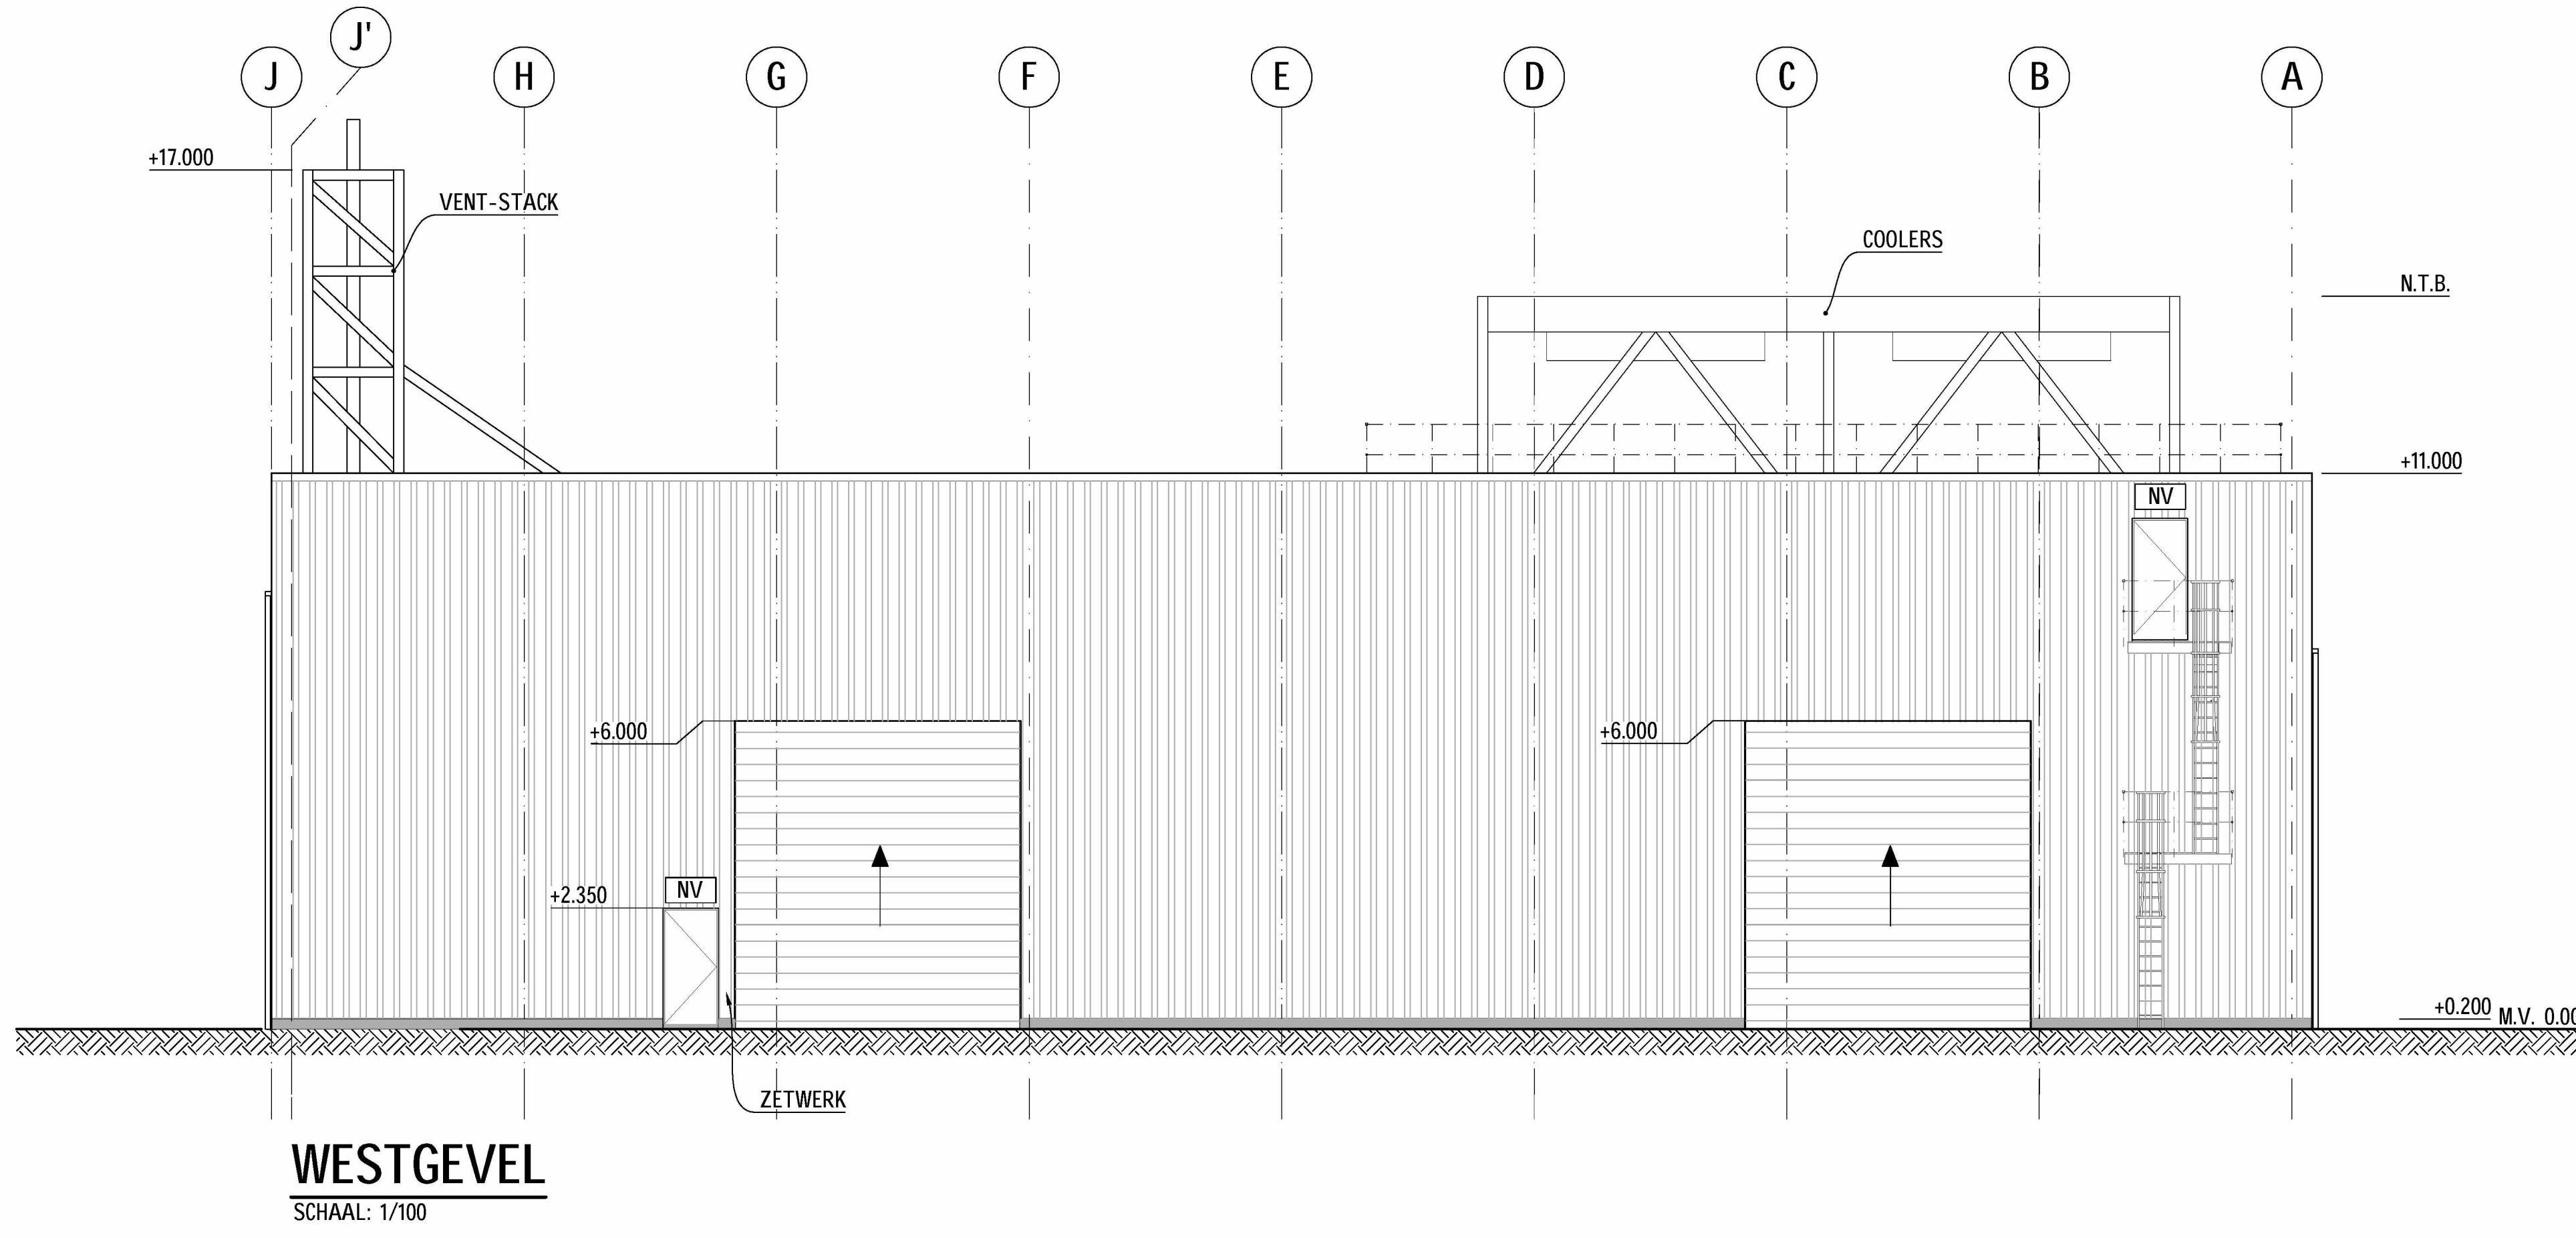 J'
J H G F E D C B A
+17.000
VENT-STACK
COOLERS
N.T.B.
+11.000
NV
+6.000
+6.000
NV
+2.350
+0.200
M.V. 0.00
ZETWERK
WESTGEVEL
SCHAAL: 1/100